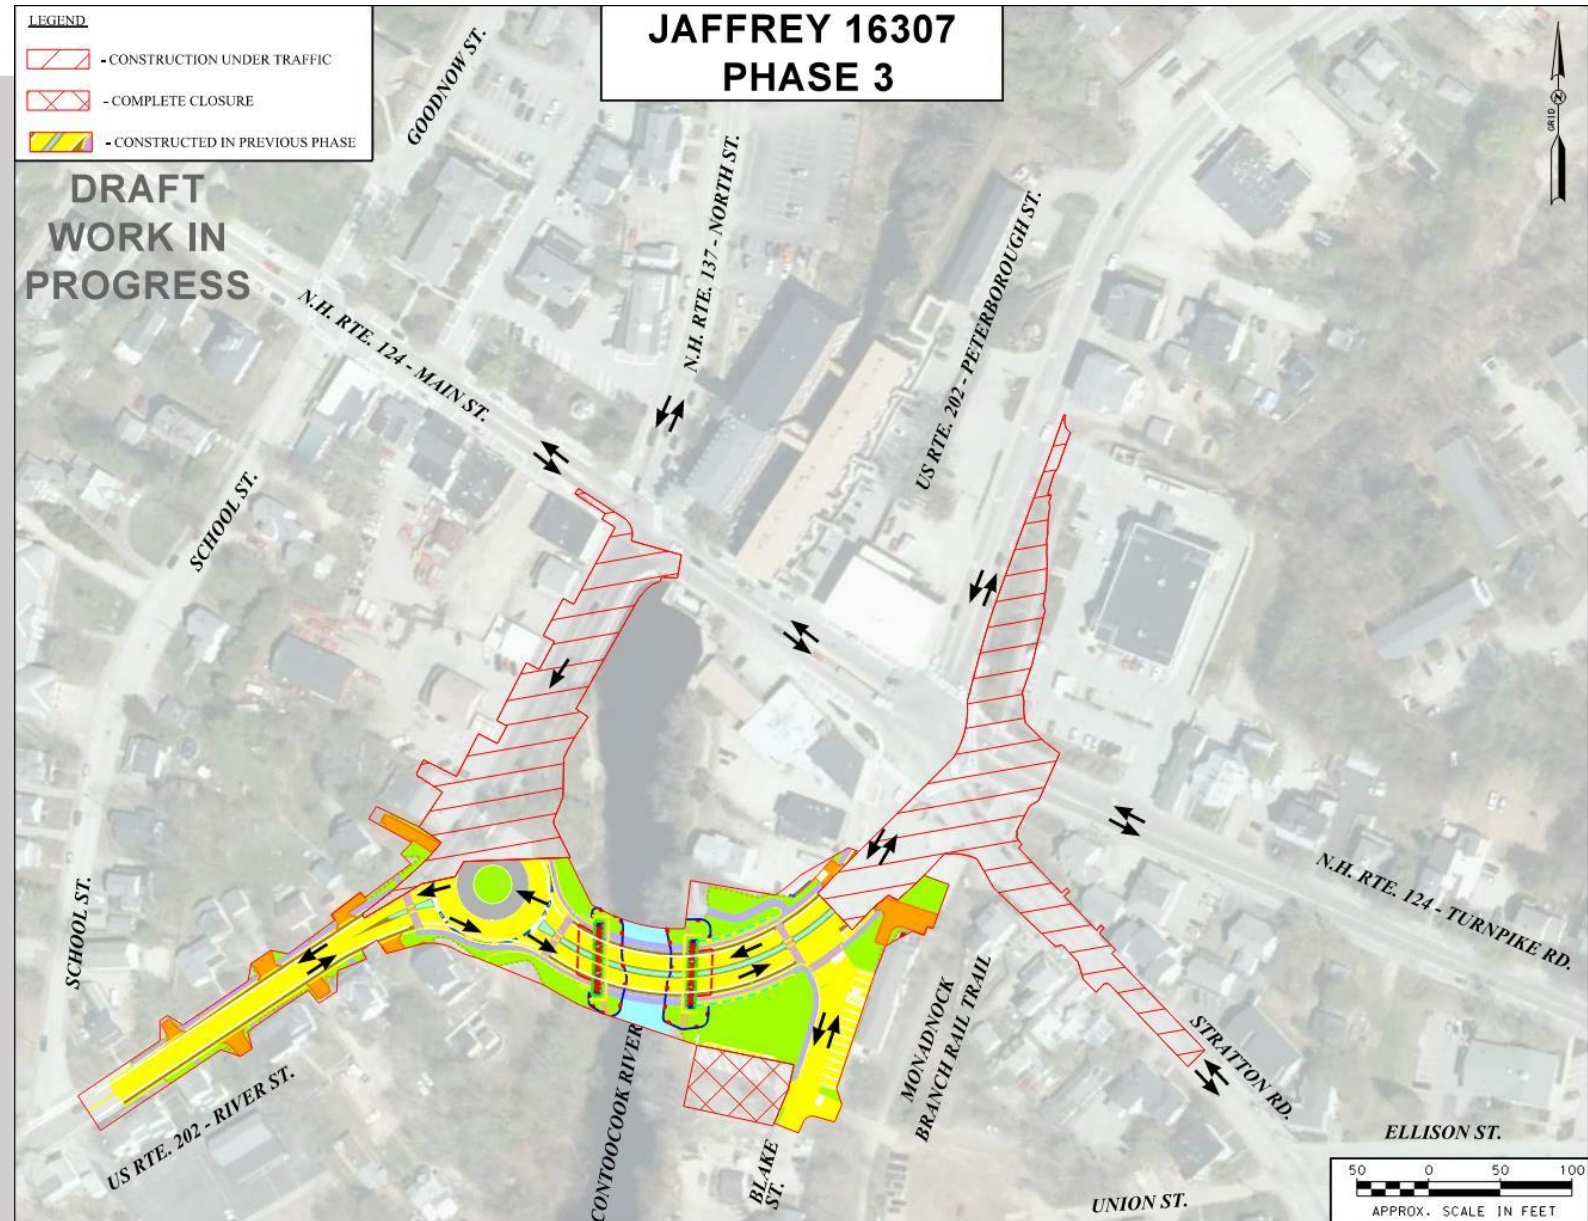 LEGEND
- CONSTRUCTION UNDER TRAFFIC
- COMPLETE CLOSURE
- CONSTRUCTED IN PREVIOUS PHASE
JAFFREY 16307
PHASE 3
DRAFT
WORK IN
PROGRESS
GOODNOW ST.
N.H. RTE. 137 - NORTH ST.
US RTE. 202 - PETERBOROUGH ST.
GRID
N
N.H. RTE. 124 - MAIN ST.
SCHOOL ST.
SCHOOL ST.
N.H. RTE. 124 - TURNPIKE RD.
STRATTON RD.
MONADNOCK
BRANCH RAIL TRAIL
US RTE. 202 - RIVER ST.
CONTOOCOOK RIVER
BLAKE
ST.
ELLISON ST.
UNION ST.
50 0 50 100
APPROX. SCALE IN FEET